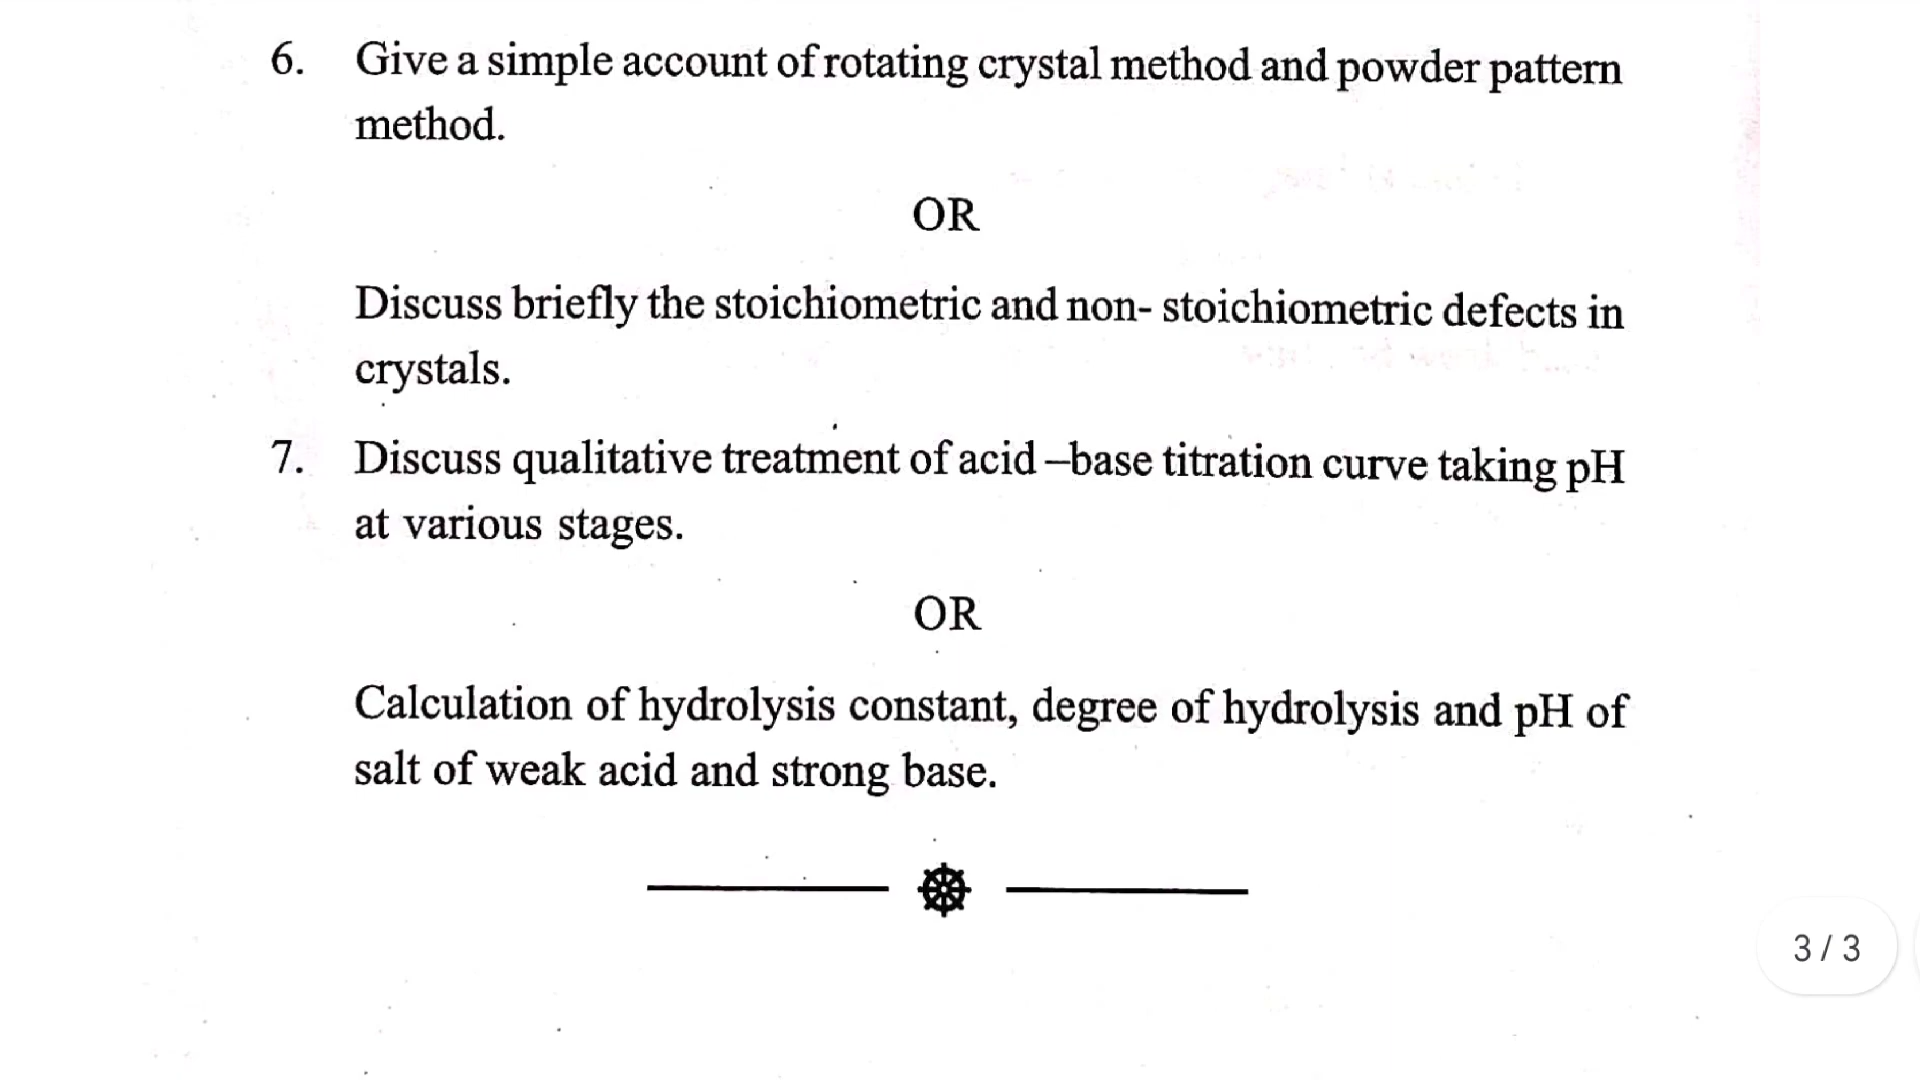 6. Give a simple account of rotating crystal method and powder pattern
method.
OR
Discuss briefly the stoichiometric and non- stoichiometric defects in
crystals.
7. Discuss qualitative treatment of acid –base titration curve taking pH
at various stages.
OR
Calculation of hydrolysis constant, degree of hydrolysis and pH of
salt of weak acid and strong base.
3 / 3